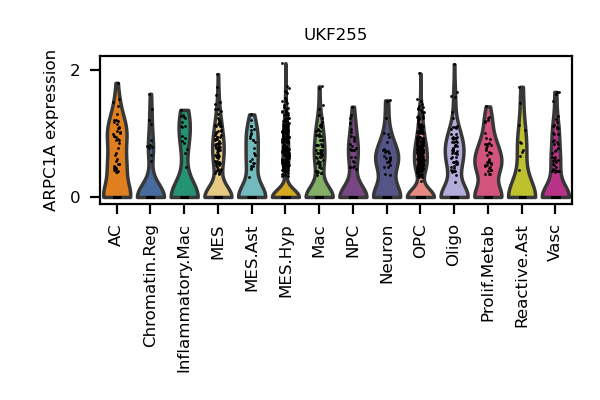 UKF255
ARPC1A expression
2
0
AC
Chromatin.Reg
Inflammatory.Mac
MES
MES.Ast
MES.Hyp
Mac
NPC
Neuron
OPC
Oligo
Prolif.Metab
Reactive.Ast
Vasc